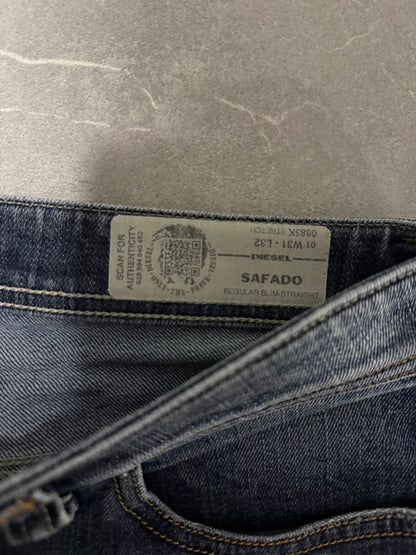 SCAN FOR
AUTHENTICITY
DIESEL
ONLY-THE-BRAVE
01 W31 - L32
0885K STRETCH
DIESEL
SAFADO
REGULAR SLIM-STRAIGHT